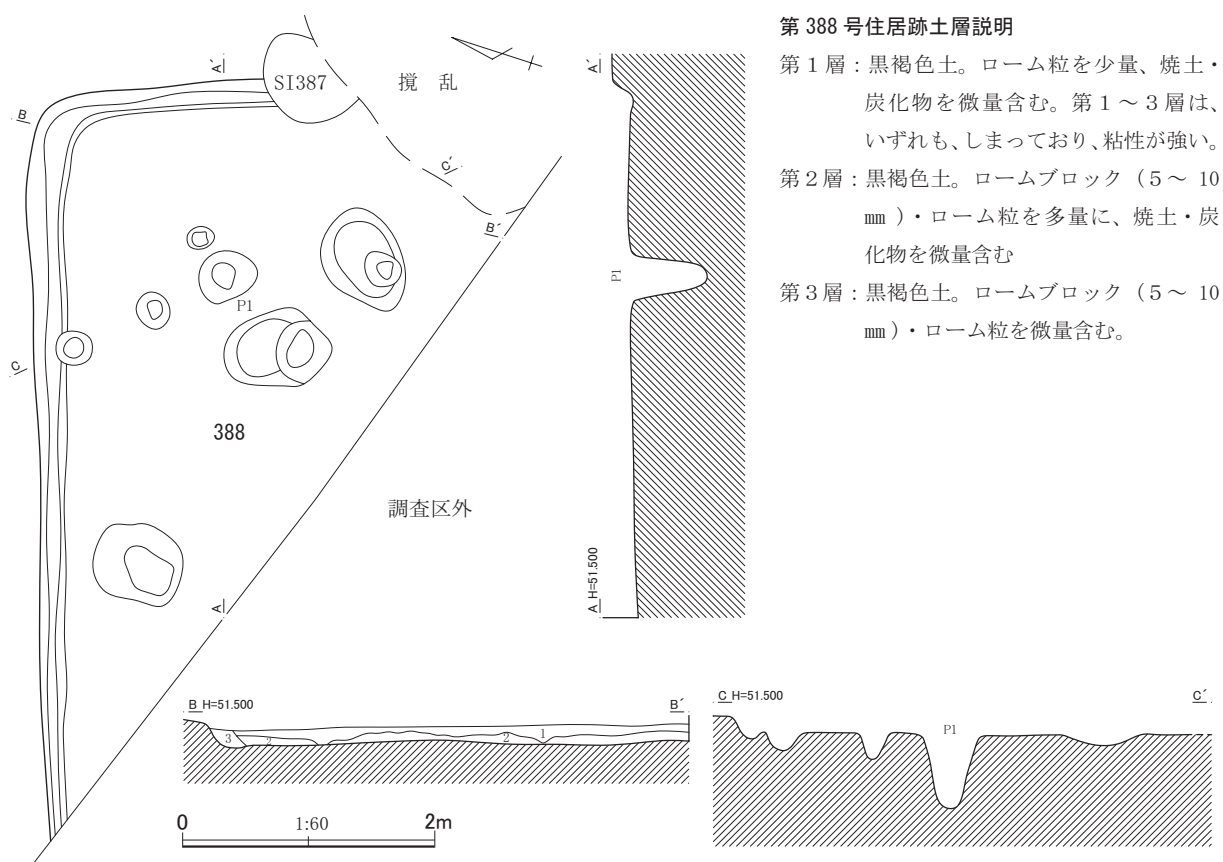 第 388 号住居跡土層説明
第１層：黒褐色土。ローム粒を少量、焼土・
炭化物を微量含む。第１～３層は、
いずれも、しまっており、粘性が強い。
第２層：黒褐色土。ロームブロック（５～ 10
㎜ ）・ローム粒を多量に、焼土・炭
化物を微量含む
第３層：黒褐色土。ロームブロック（５～ 10
㎜ ）・ローム粒を微量含む。
A´
SI387
撹　乱
B
C´
B´
P1
C
388
調査区外
A
A´
P1
A H=51.500
B H=51.500
B´
3
2
2
1
C H=51.500
C´
P1
0
1:60
2m